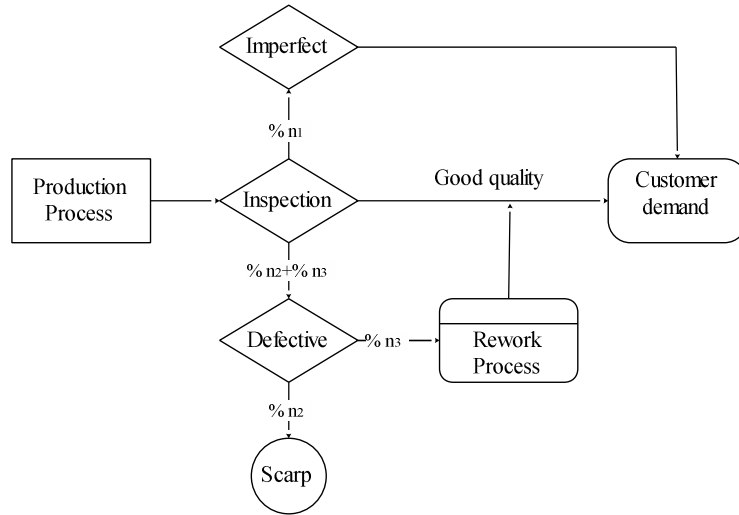 Imperfect
% n1
Good quality
Customer
demand
Production
Process
Inspection
% n2+% n3
Defective
% n3
Rework
Process
% n2
Scarp